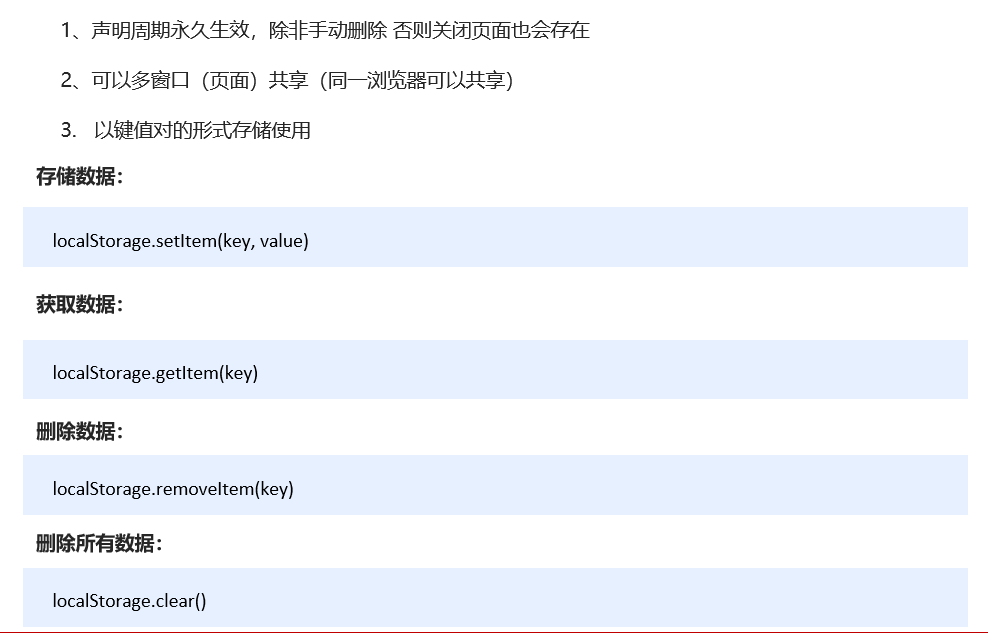 1、声明周期永久生效，除非手动删除 否则关闭页面也会存在
2、可以多窗口（页面）共享（同一浏览器可以共享）
3. 以键值对的形式存储使用
存储数据：
localStorage.setItem(key, value)
获取数据：
localStorage.getItem(key)
删除数据：
localStorage.removeItem(key)
删除所有数据：
localStorage.clear()